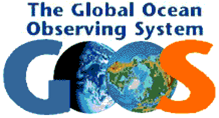 The Global Ocean
Observing System
GOOS